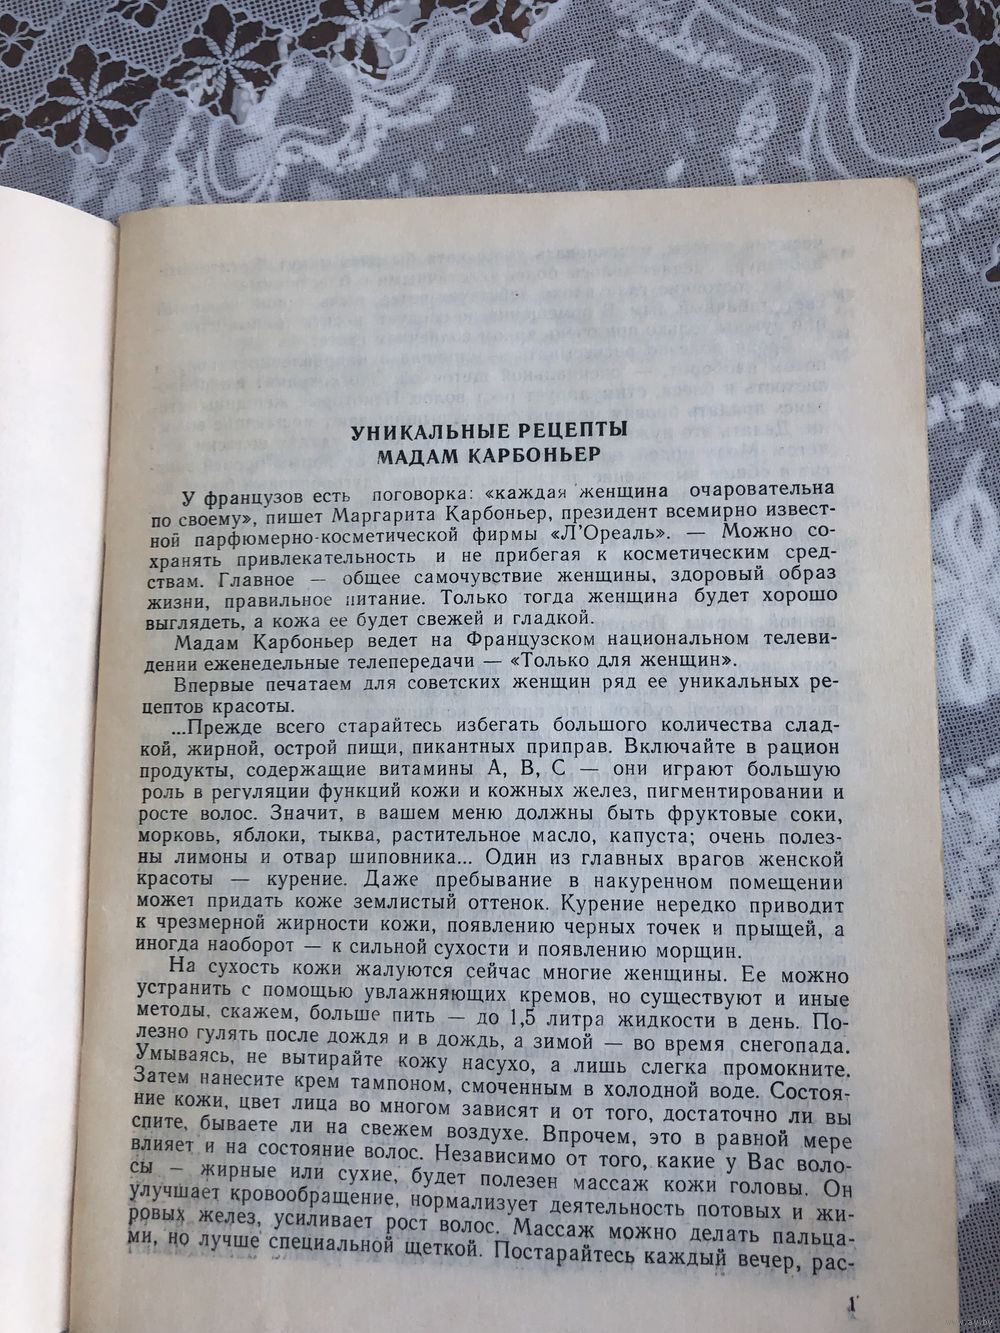 УНИКАЛЬНЫЕ РЕЦЕПТЫ
МАДАМ КАРБОНЬЕР
У французов есть поговорка: «каждая женщина очаровательна
по своему», пишет Маргарита Карбоньер, президент всемирно извест-
ной парфюмерно-косметической фирмы «Л’Ореаль». — Можно со-
хранять привлекательность и не прибегая к косметическим сред-
ствам. Главное — общее самочувствие женщины, здоровый образ
жизни, правильное питание. Только тогда женщина будет хорошо
выглядеть, а кожа ее будет свежей и гладкой.
Мадам Карбоньер ведет на Французском национальном телеви-
дении еженедельные телепередачи — «Только для женщин».
Впервые печатаем для советских женщин ряд ее уникальных ре-
цептов красоты.
...Прежде всего старайтесь избегать большого количества слад-
кой, жирной, острой пищи, пикантных приправ. Включайте в рацион
продукты, содержащие витамины А, В, С — они играют большую
роль в регуляции функций кожи и кожных желез, пигментировании и
росте волос. Значит, в вашем меню должны быть фруктовые соки,
морковь, яблоки, тыква, растительное масло, капуста; очень полез-
ны лимоны и отвар шиповника... Один из главных врагов женской
красоты — курение. Даже пребывание в накуренном помещении
может придать коже землистый оттенок. Курение нередко приводит
к чрезмерной жирности кожи, появлению черных точек и прыщей, а
иногда наоборот — к сильной сухости и появлению морщин.
На сухость кожи жалуются сейчас многие женщины. Ее можно
устранить с помощью увлажняющих кремов, но существуют и иные
методы, скажем, больше пить — до 1,5 литра жидкости в день. По-
лезно гулять после дождя и в дождь, а зимой — во время снегопада.
Умываясь, не вытирайте кожу насухо, а лишь слегка промокните.
Затем нанесите крем тампоном, смоченным в холодной воде. Состоя-
ние кожи, цвет лица во многом зависят и от того, достаточно ли вы
спите, бываете ли на свежем воздухе. Впрочем, это в равной мере
влияет и на состояние волос. Независимо от того, какие у Вас воло-
сы — жирные или сухие, будет полезен массаж кожи головы. Он
улучшает кровообращение, нормализует деятельность потовых и жи-
ровых желез, усиливает рост волос. Массаж можно делать пальца-
ми, но лучше специальной щеткой. Постарайтесь каждый вечер, рас-
1